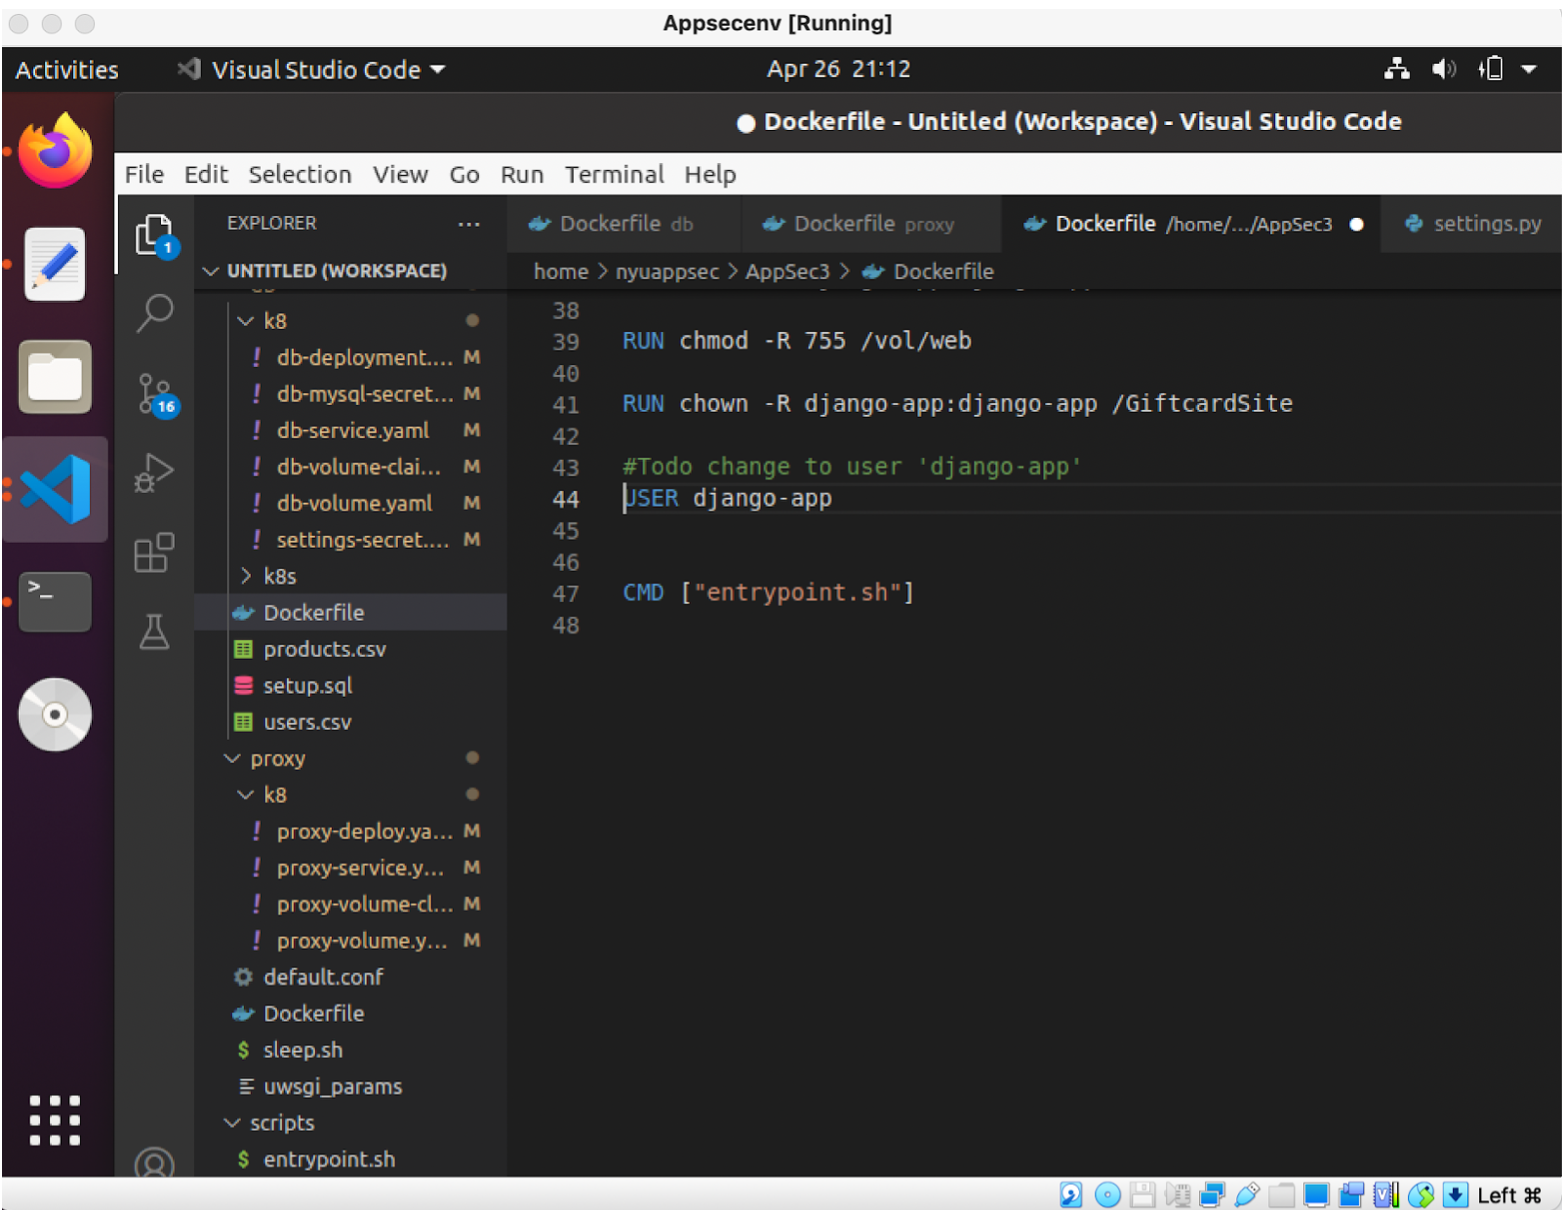 Appsecenv [Running]
Activities Visual Studio Code Apr 26 21:12
Dockerfile - Untitled (Workspace) - Visual Studio Code
File Edit Selection View Go Run Terminal Help
EXPLORER ... Dockerfile db Dockerfile proxy Dockerfile /home/.../AppSec3 settings.py
1
UNTITLED (WORKSPACE) home > nyuappsec > AppSec3 > Dockerfile
k8
! db-deployment.... M
! db-mysql-secret... M
16
! db-service.yaml M
! db-volume-clai... M
! db-volume.yaml M
! settings-secret.... M
k8s
Dockerfile
products.csv
setup.sql
users.csv
proxy
k8
! proxy-deploy.ya... M
! proxy-service.y... M
! proxy-volume-cl... M
! proxy-volume.y... M
default.conf
Dockerfile
$ sleep.sh
uwsgi_params
scripts
$ entrypoint.sh
38
39 RUN chmod -R 755 /vol/web
40
41 RUN chown -R django-app:django-app /GiftcardSite
42
43 #Todo change to user 'django-app'
44 USER django-app
45
46
47 CMD ["entrypoint.sh"]
48
Left ⌘